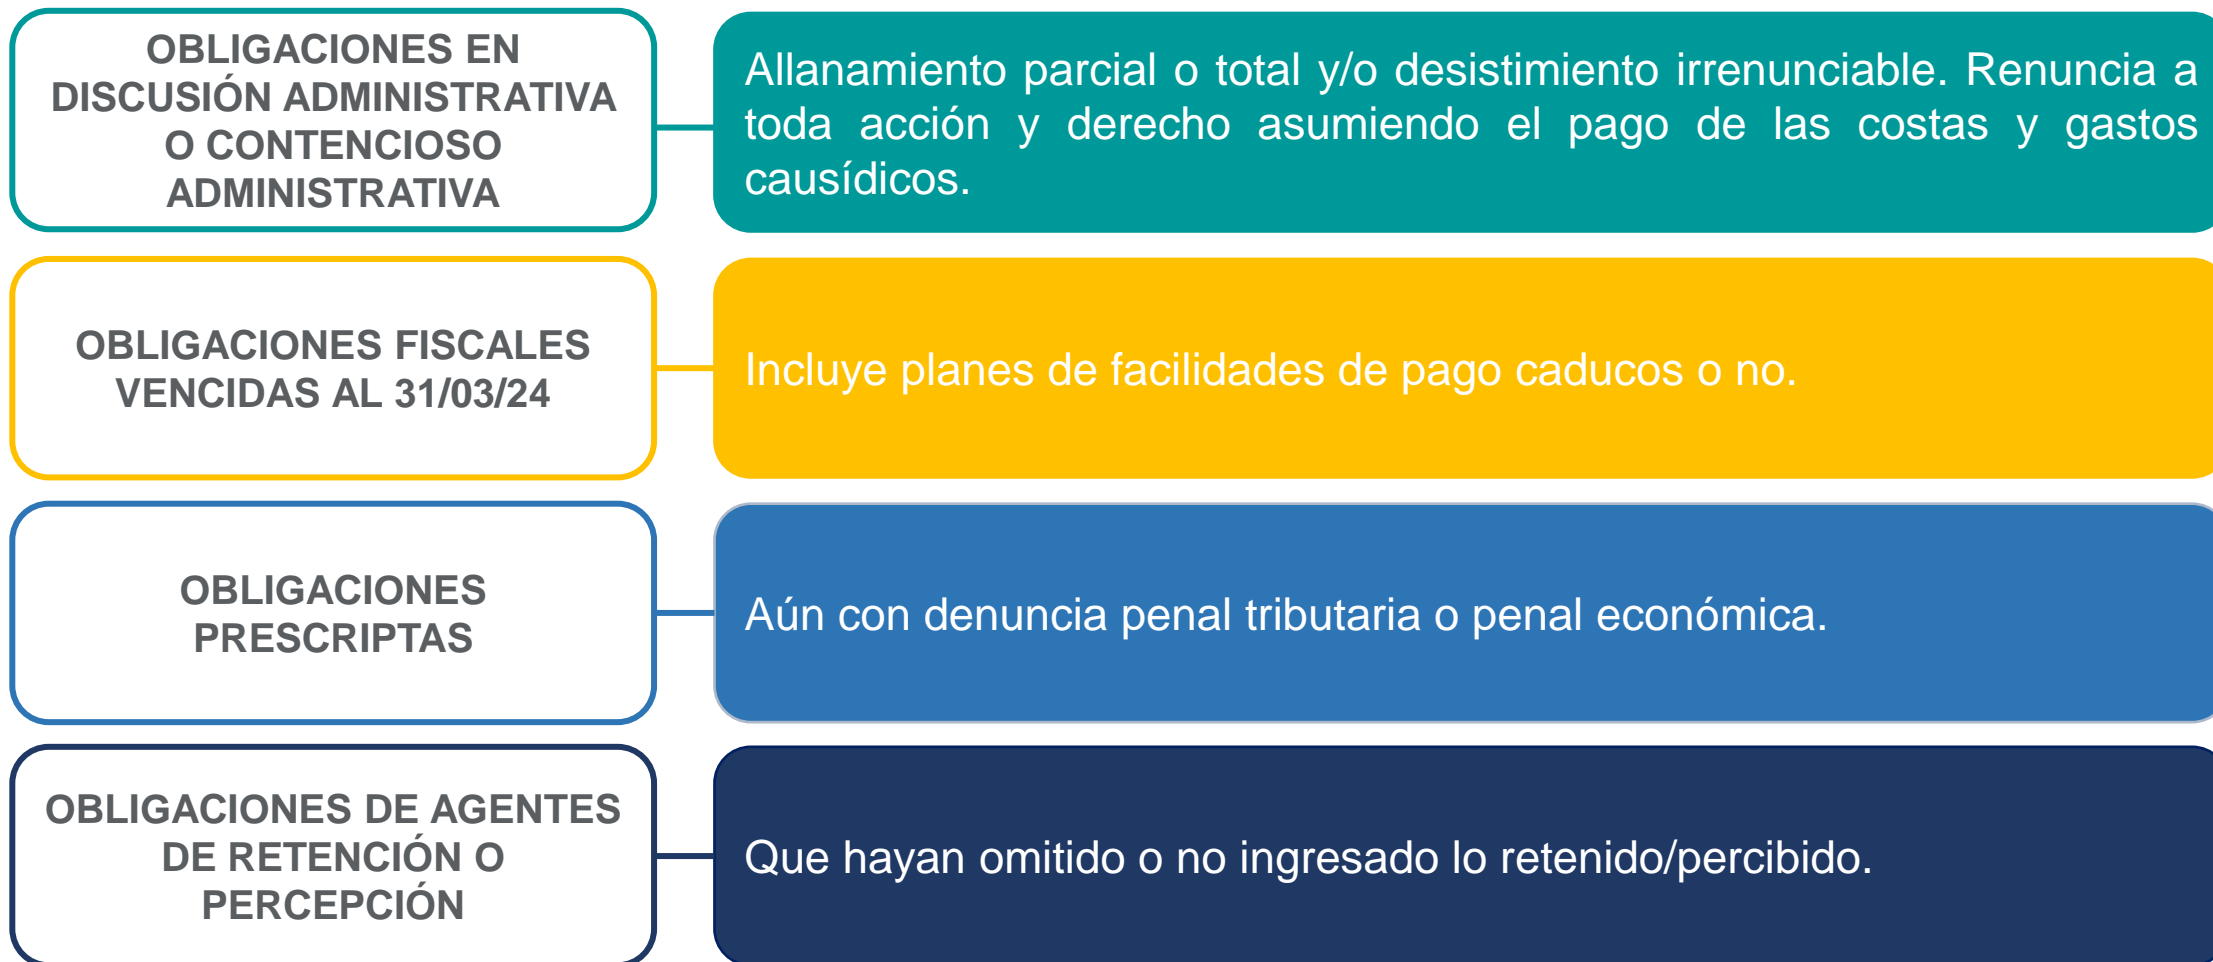 OBLIGACIONES EN
DISCUSIÓN ADMINISTRATIVA
O CONTENCIOSO
ADMINISTRATIVA
Allanamiento parcial o total y/o desistimiento irrenunciable. Renuncia a
toda acción y derecho asumiendo el pago de las costas y gastos
causídicos.
OBLIGACIONES FISCALES
VENCIDAS AL 31/03/24
Incluye planes de facilidades de pago caducos o no.
OBLIGACIONES
PRESCRIPTAS
Aún con denuncia penal tributaria o penal económica.
OBLIGACIONES DE AGENTES
DE RETENCIÓN O
PERCEPCIÓN
Que hayan omitido o no ingresado lo retenido/percibido.